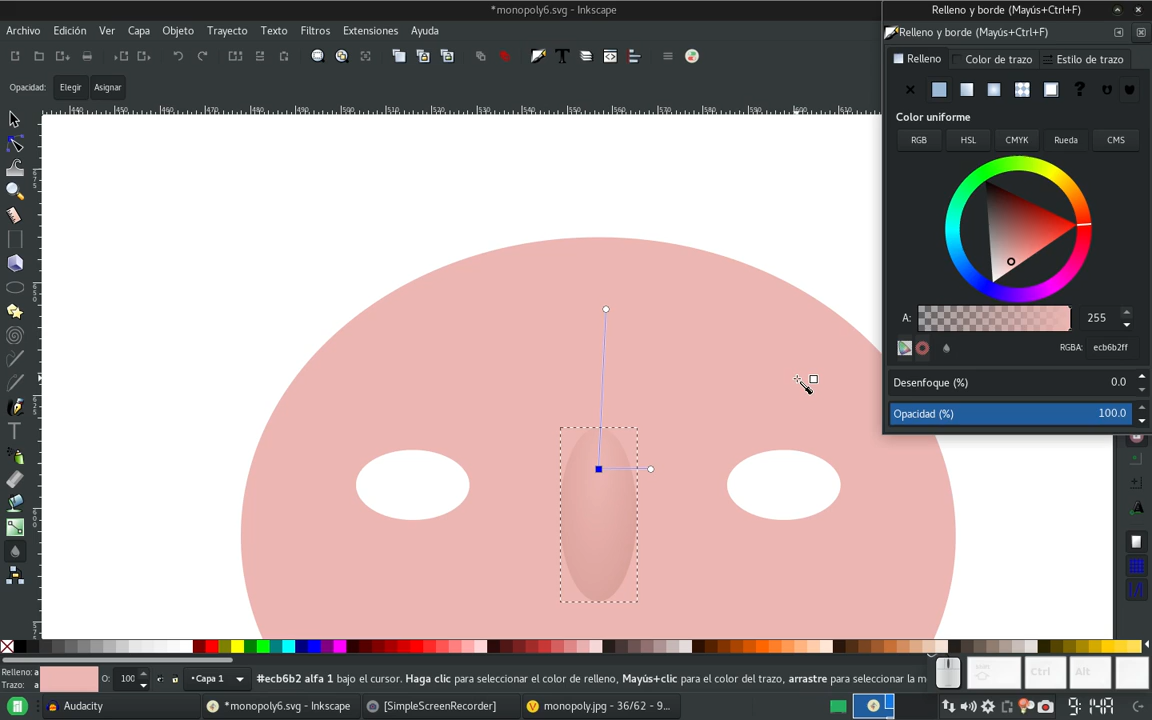 *monopoly6.svg - Inkscape
Relleno y borde (Mayús+Ctrl+F)
Archivo Edición Ver Capa Objeto Trayecto Texto Filtros Extensiones Ayuda
Relleno y borde (Mayús+Ctrl+F)
Relleno Color de trazo Estilo de trazo
Opacidad: Elegir Asignar
Color uniforme
RGB HSL CMYK Rueda CMS
A: 255
RGBA: ecb6b2ff
Desenfoque (%) 0.0
Opacidad (%) 100.0
Relleno: a
Trazo: a
O: 100
Capa 1
#ecb6b2 alfa 1 bajo el cursor. Haga clic para seleccionar el color de relleno, Mayús+clic para el color del trazo, arrastre para seleccionar la m
Ctrl Alt
Audacity
*monopoly6.svg - Inkscape
[SimpleScreenRecorder]
monopoly.jpg - 36/62 - 9...
9:148